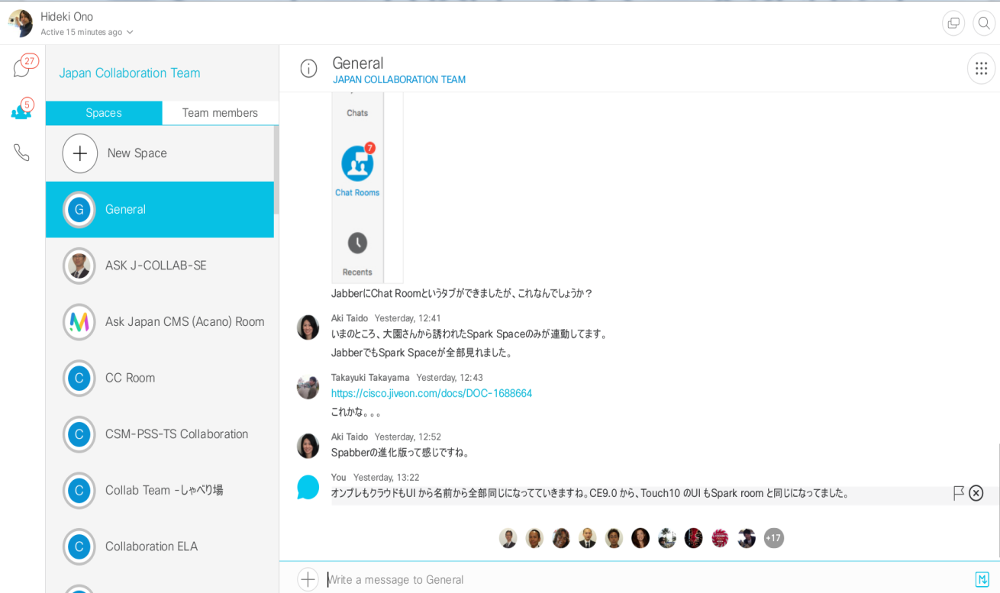 Hideki Ono
Active 15 minutes ago
27
5
Japan Collaboration Team
Spaces
Team members
New Space
G
General
ASK J-COLLAB-SE
Ask Japan CMS (Acano) Room
C
CC Room
C
CSM-PSS-TS Collaboration
C
Collab Team -しゃべり場
C
Collaboration ELA
General
JAPAN COLLABORATION TEAM
Chats
7
Chat Rooms
Recents
JabberにChat Roomというタブができましたが、これなんでしょうか？
Aki Taido Yesterday, 12:41
いまのところ、大園さんから誘われたSpark Spaceのみが連動してます。
JabberでもSpark Spaceが全部見れました。
Takayuki Takayama Yesterday, 12:43
https://cisco.jiveon.com/docs/DOC-1688664
これかな。。。
Aki Taido Yesterday, 12:52
Spabberの進化版って感じですね。
You Yesterday, 13:22
オンプレもクラウドもUI から名前から全部同じになってていきますね。CE9.0 から、Touch10 のUI もSpark room と同じになってました。
+17
Write a message to General
M